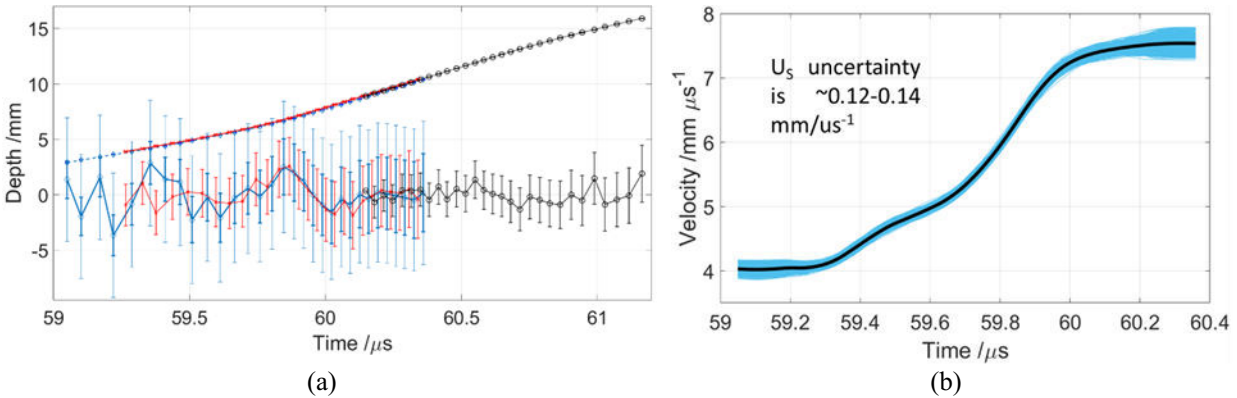 15
10
5
0
-5
Depth /mm
59
59.5
60
60.5
61
Time /μs
(a)
8
7
6
5
4
Velocity /mm μs-1
U_S uncertainty
is ~0.12-0.14
mm/us-1
59
59.2
59.4
59.6
59.8
60
60.2
60.4
Time /μs
(b)